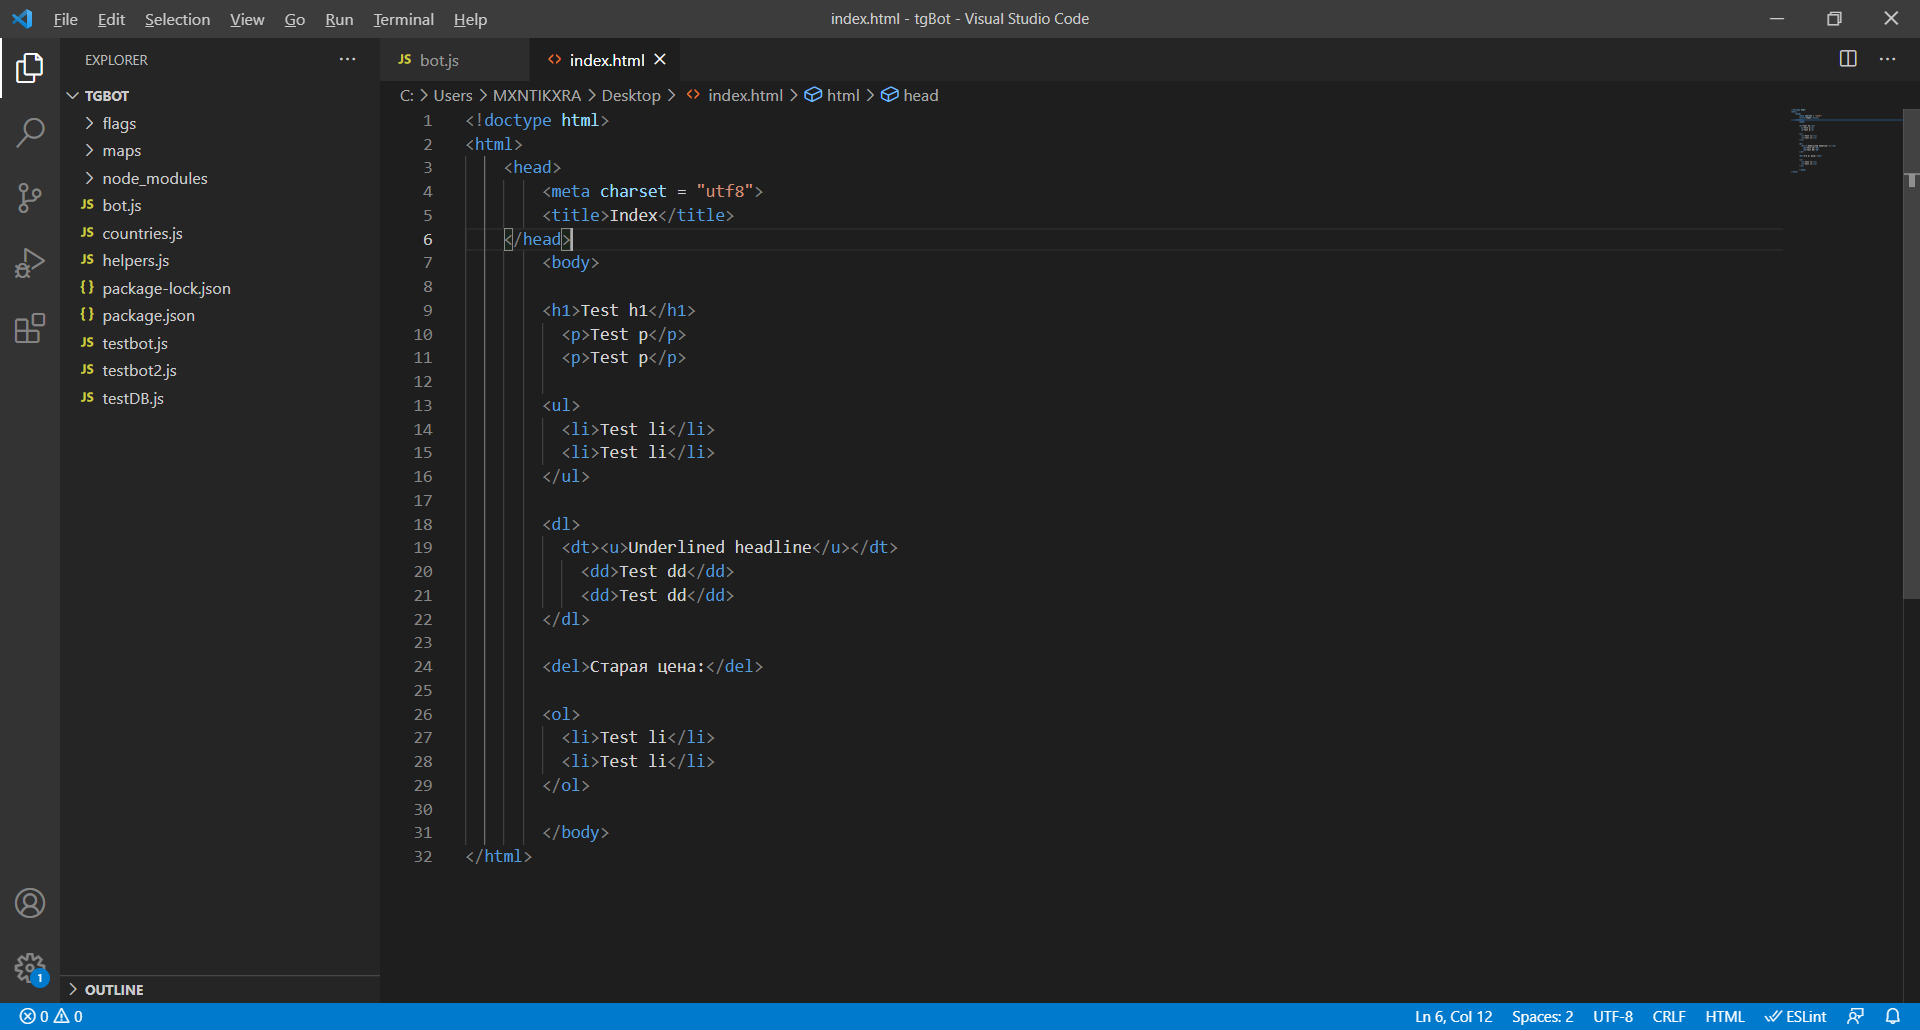 File Edit Selection View Go Run Terminal Help
index.html - tgBot - Visual Studio Code
EXPLORER
TGBOT
flags
maps
node_modules
JS bot.js
JS countries.js
JS helpers.js
{} package-lock.json
{} package.json
JS testbot.js
JS testbot2.js
JS testDB.js
OUTLINE
1
JS bot.js
<> index.html
C: > Users > MXNTIKXRA > Desktop > <> index.html > html > head
1 <!doctype html>
2 <html>
3 <head>
4 <meta charset = "utf8">
5 <title>Index</title>
6 </head>
7 <body>
8
9 <h1>Test h1</h1>
10 <p>Test p</p>
11 <p>Test p</p>
12
13 <ul>
14 <li>Test li</li>
15 <li>Test li</li>
16 </ul>
17
18 <dl>
19 <dt><u>Underlined headline</u></dt>
20 <dd>Test dd</dd>
21 <dd>Test dd</dd>
22 </dl>
23
24 <del>Старая цена:</del>
25
26 <ol>
27 <li>Test li</li>
28 <li>Test li</li>
29 </ol>
30
31 </body>
32 </html>
0 0
Ln 6, Col 12 Spaces: 2 UTF-8 CRLF HTML ESLint